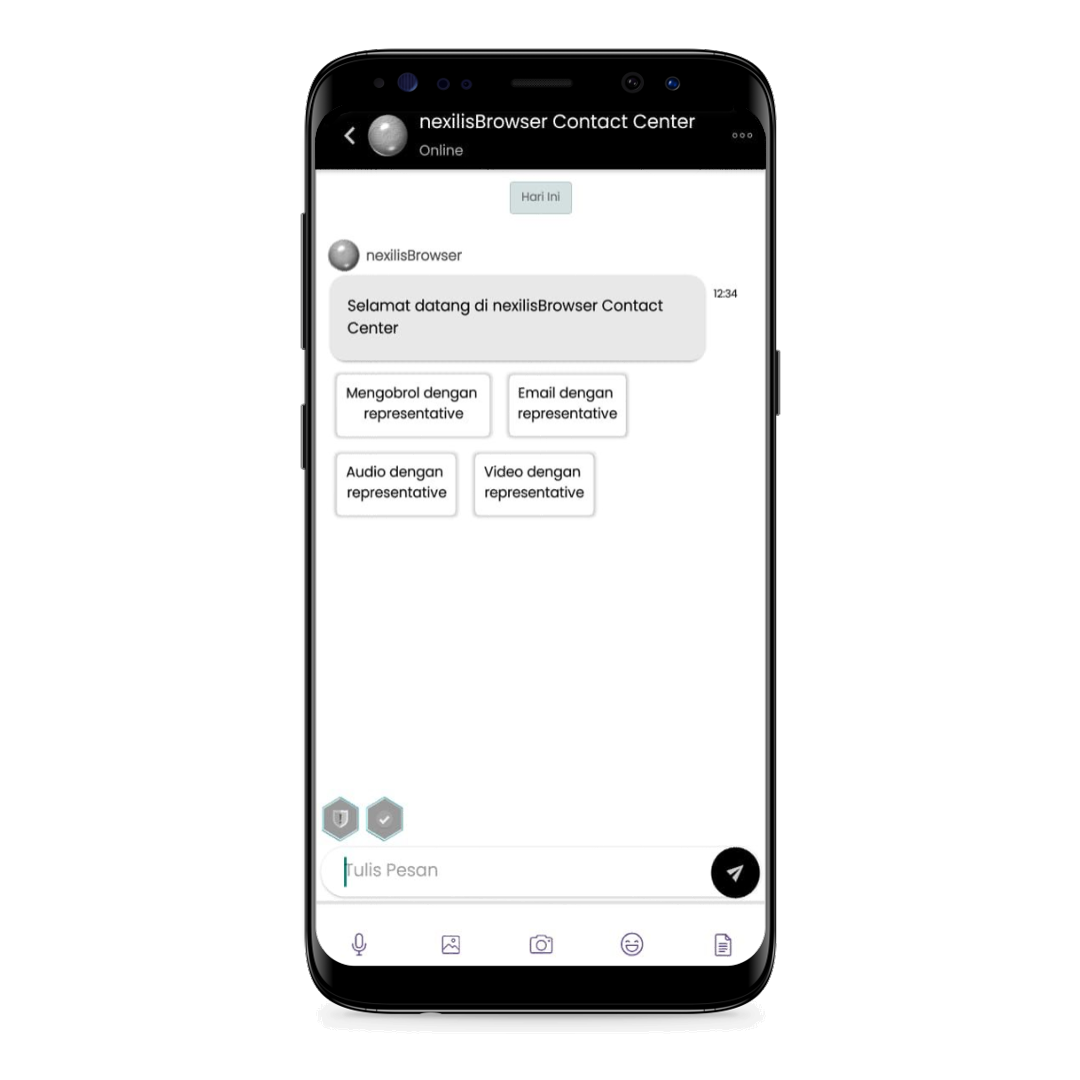 nexilisBrowser Contact Center
Online
Hari Ini
nexilisBrowser
Selamat datang di nexilisBrowser Contact
Center
12:34
Mengobrol dengan
representative
Email dengan
representative
Audio dengan
representative
Video dengan
representative
Tulis Pesan